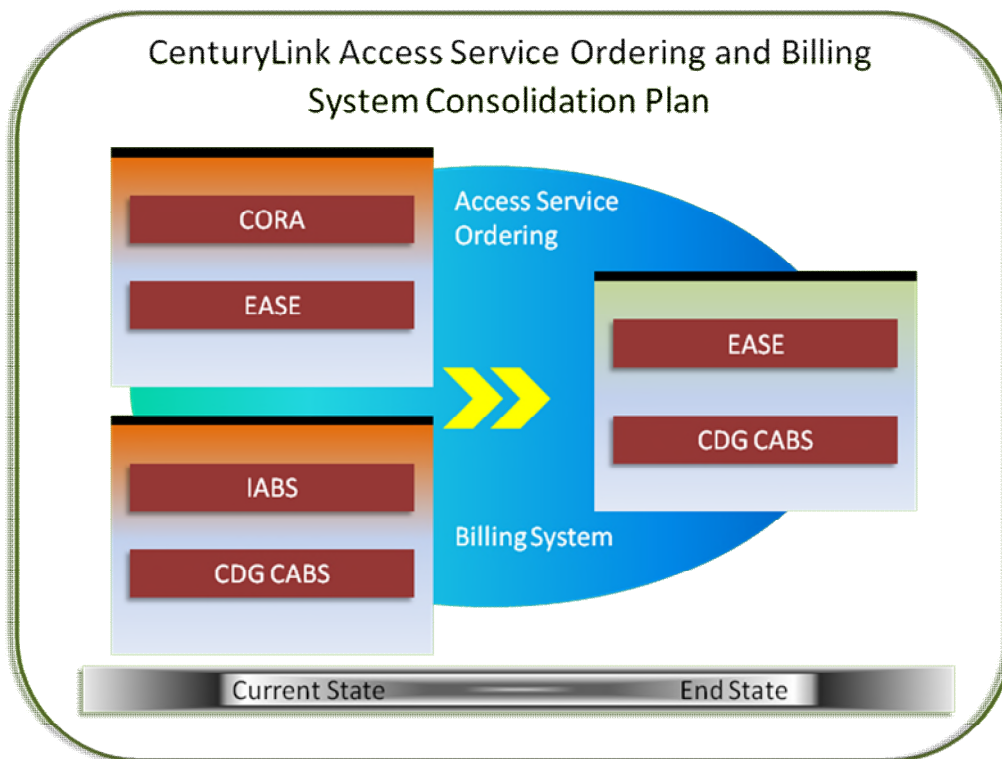 CenturyLink Access Service Ordering and Billing
System Consolidation Plan
CORA
EASE
Access Service
Ordering
IABS
CDG CABS
Billing System
EASE
CDG CABS
Current State
End State